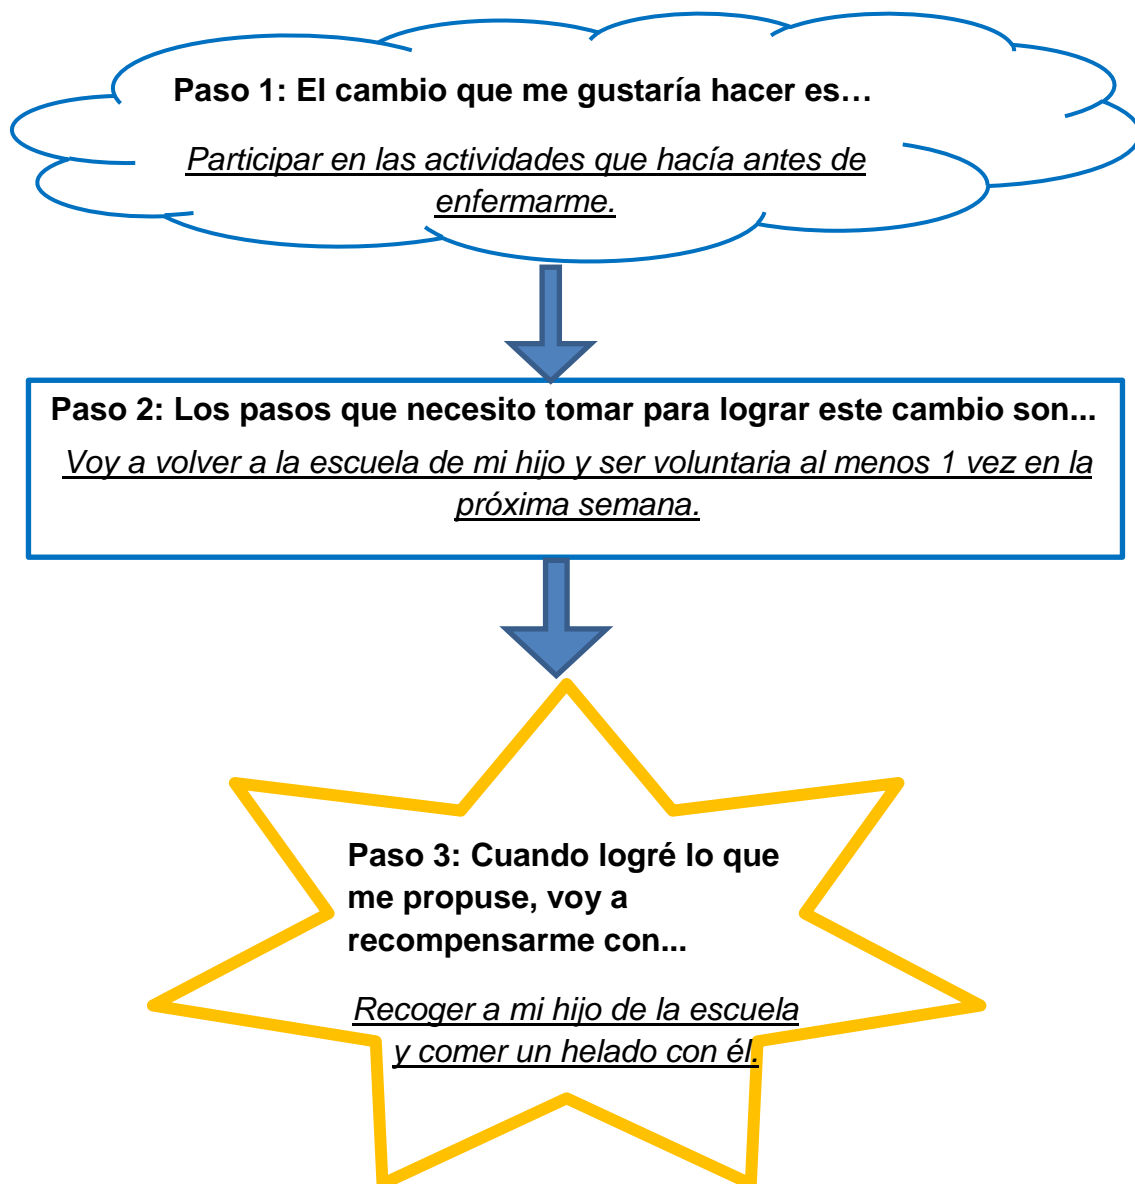 Paso 1: El cambio que me gustaría hacer es…
Participar en las actividades que hacía antes de
enfermarme.
Paso 2: Los pasos que necesito tomar para lograr este cambio son...
Voy a volver a la escuela de mi hijo y ser voluntaria al menos 1 vez en la
próxima semana.
Paso 3: Cuando logré lo que
me propuse, voy a
recompensarme con...
Recoger a mi hijo de la escuela
y comer un helado con él.